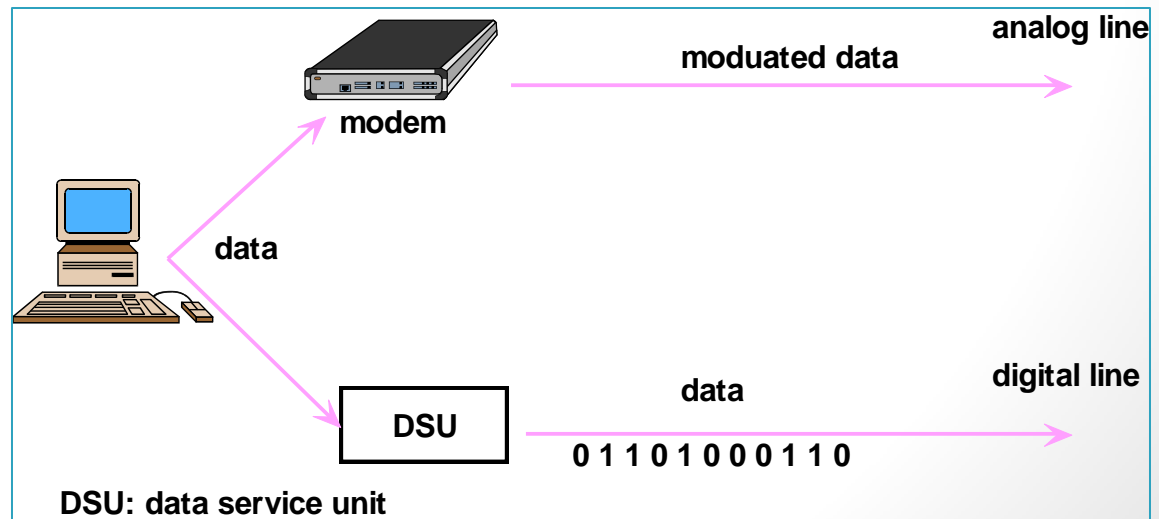 analog line
moduated data
modem
data
digital line
data
DSU
0 1 1 0 1 0 0 0 1 1 0
DSU: data service unit